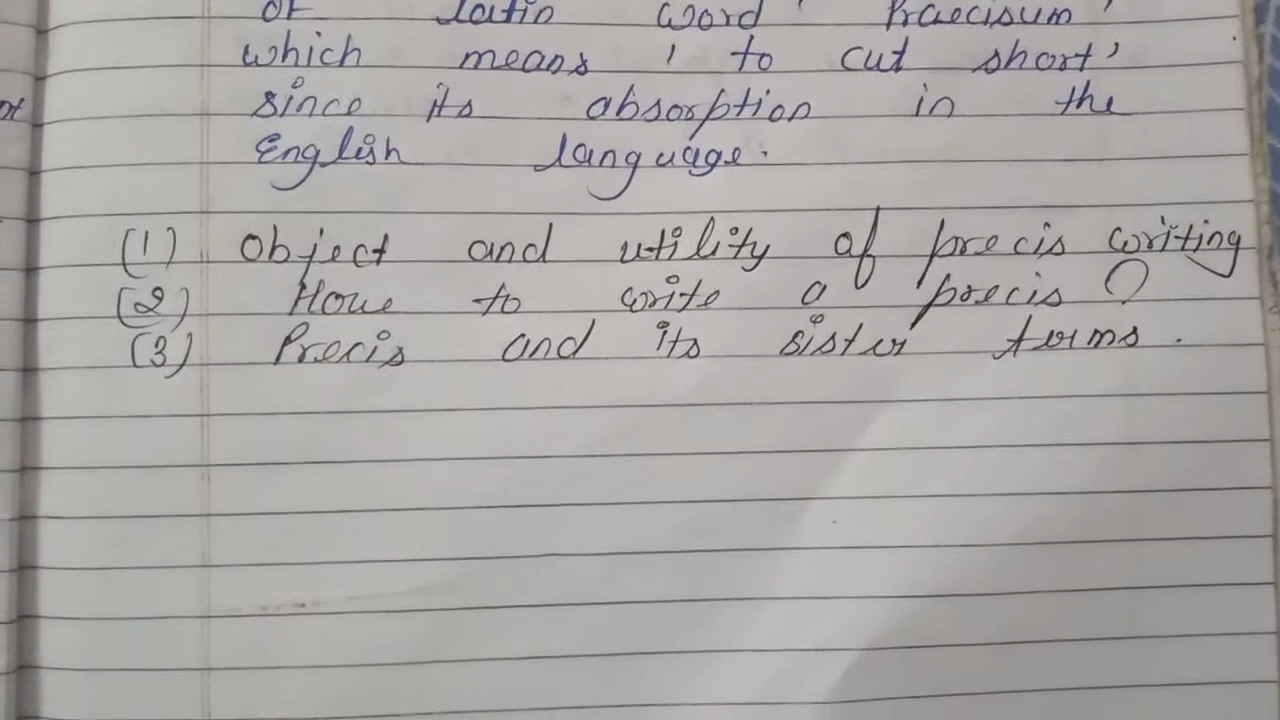 of latin word ' Praecisum '
which means ' to cut short '
since its absorption in the
English language.
(1) Object and utility of precis writing
(2) How to write a precis ?
(3) Precis and its sister terms .